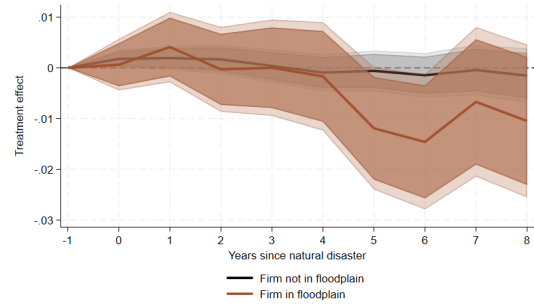 .01
0
-.01
-.02
-.03
Treatment effect
-1 0 1 2 3 4 5 6 7 8
Years since natural disaster
Firm not in floodplain
Firm in floodplain